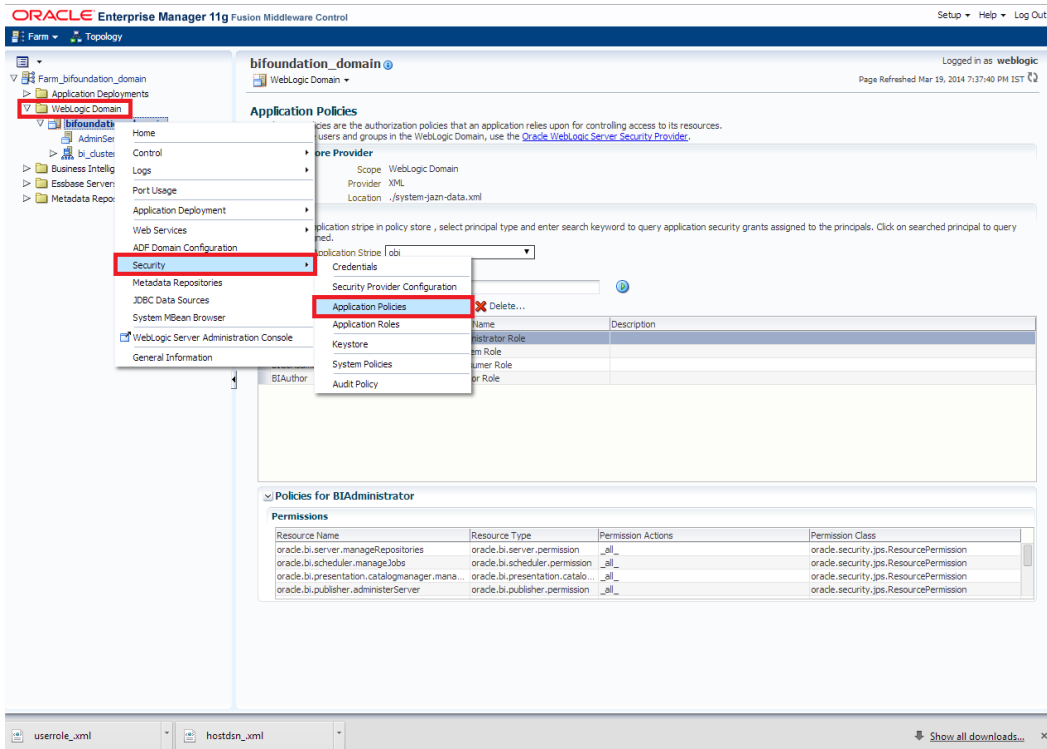 ORACLE Enterprise Manager 11g Fusion Middleware Control
Setup Help Log Out
Farm Topology
Farm_bifoundation_domain
Application Deployments
WebLogic Domain
AdminSer
bi_cluste
Business Intellig
Essbase Server
Metadata Repo
Home
Control
Logs
Port Usage
Application Deployment
Web Services
ADF Domain Configuration
Security
Metadata Repositories
JDBC Data Sources
System MBean Browser
WebLogic Server Administration Console
General Information
Credentials
Security Provider Configuration
Application Policies
Application Roles
Keystore
System Policies
Audit Policy
bifoundation_domain
Logged in as weblogic
WebLogic Domain
Page Refreshed Mar 19, 2014 7:37:40 PM IST
Application Policies
cies are the authorization policies that an application relies upon for controlling access to its resources.
users and groups in the WebLogic Domain, use the Oracle WebLogic Server Security Provider.
ore Provider
Scope WebLogic Domain
Provider XML
Location ./system-jazn-data.xml
plication stripe in policy store , select principal type and enter search keyword to query application security grants assigned to the principals. Click on searched principal to query
ned.
Application Stripe obi
Delete...
Name Description
nistrator Role
em Role
umer Role
BIAuthor or Role
Policies for BIAdministrator
Permissions
Resource Name Resource Type Permission Actions Permission Class
oracle.bi.server.manageRepositories oracle.bi.server.permission _all_ oracle.security.jps.ResourcePermission
oracle.bi.scheduler.manageJobs oracle.bi.scheduler.permission _all_ oracle.security.jps.ResourcePermission
oracle.bi.presentation.catalogmanager.mana... oracle.bi.presentation.catalo... _all_ oracle.security.jps.ResourcePermission
oracle.bi.publisher.administerServer oracle.bi.publisher.permission _all_ oracle.security.jps.ResourcePermission
userrole_.xml hostdsn_.xml Show all downloads...